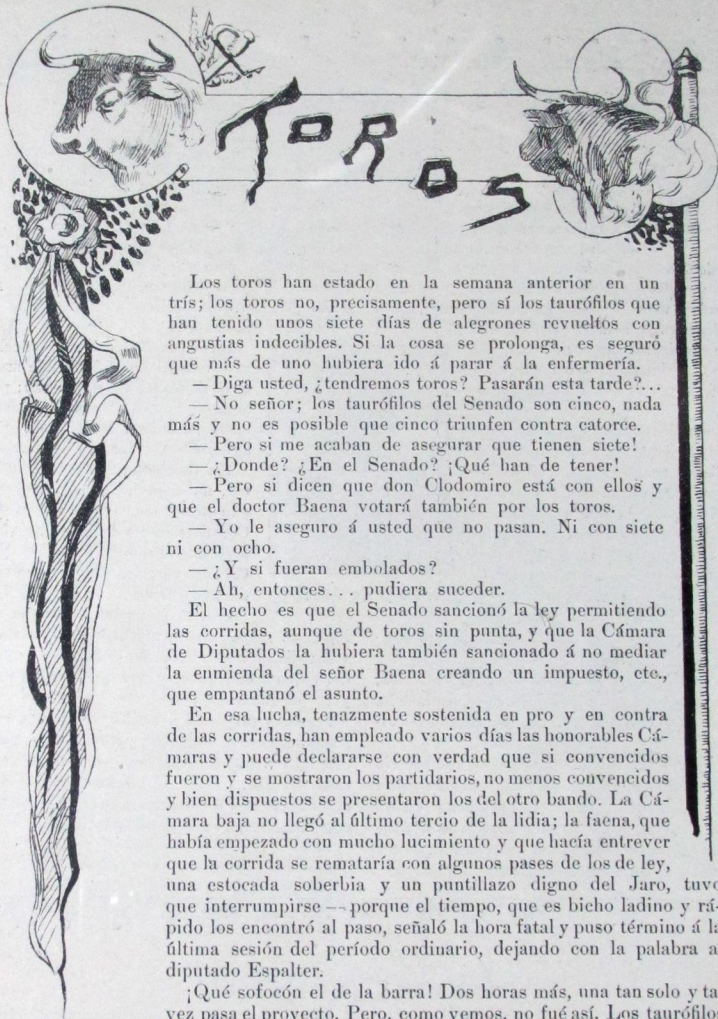 TOROS
Los toros han estado en la semana anterior en un
trís; los toros no, precisamente, pero sí los taurófilos que
han tenido unos siete días de alegrones revueltos con
angustias indecibles. Si la cosa se prolonga, es seguró
que más de uno hubiera ido á parar á la enfermería.
— Diga usted, ¿tendremos toros? Pasarán esta tarde?...
— No señor; los taurófilos del Senado son cinco, nada
más y no es posible que cinco triunfen contra catorce.
— Pero si me acaban de asegurar que tienen siete!
— ¿Donde? ¿En el Senado? ¡Qué han de tener!
— Pero si dicen que don Clodomiro está con ellos y
que el doctor Baena votará también por los toros.
— Yo le aseguro á usted que no pasan. Ni con siete
ni con ocho.
— ¿Y si fueran embolados?
— Ah, entonces... pudiera suceder.
El hecho es que el Senado sancionó la ley permitiendo
las corridas, aunque de toros sin punta, y que la Cámara
de Diputados la hubiera también sancionado á no mediar
la enmienda del señor Baena creando un impuesto, etc.,
que empantanó el asunto.
En esa lucha, tenazmente sostenida en pro y en contra
de las corridas, han empleado varios días las honorables Cá-
maras y puede declararse con verdad que si convencidos
fueron y se mostraron los partidarios, no menos convencidos
y bien dispuestos se presentaron los del otro bando. La Cá-
mara baja no llegó al último tercio de la lidia; la faena, que
había empezado con mucho lucimiento y que hacía entrever
que la corrida se remataría con algunos pases de los de ley,
una estocada soberbia y un puntillazo digno del Jaro, tuvo
que interrumpirse — porque el tiempo, que es bicho ladino y rá-
pido los encontró al paso, señaló la hora fatal y puso término á la
última sesión del período ordinario, dejando con la palabra a
diputado Espalter.
¡Qué sofocón el de la barra! Dos horas más, una tan solo y ta
vez pasa el proyecto. Pero, como vemos, no fué así. Los taurófilos